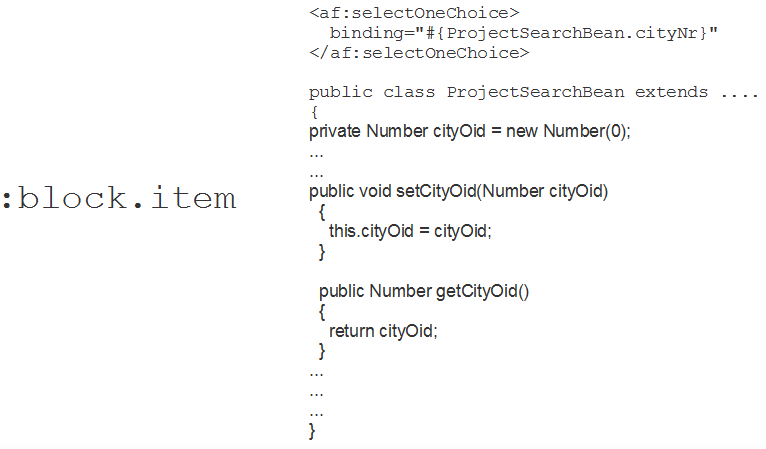 :block.item
<af:selectOneChoice>
binding="#{ProjectSearchBean.cityNr}"
</af:selectOneChoice>
public class ProjectSearchBean extends ....
{
private Number cityOid = new Number(0);
...
...
public void setCityOid(Number cityOid)
{
this.cityOid = cityOid;
}
public Number getCityOid()
{
return cityOid;
}
...
...
...
}